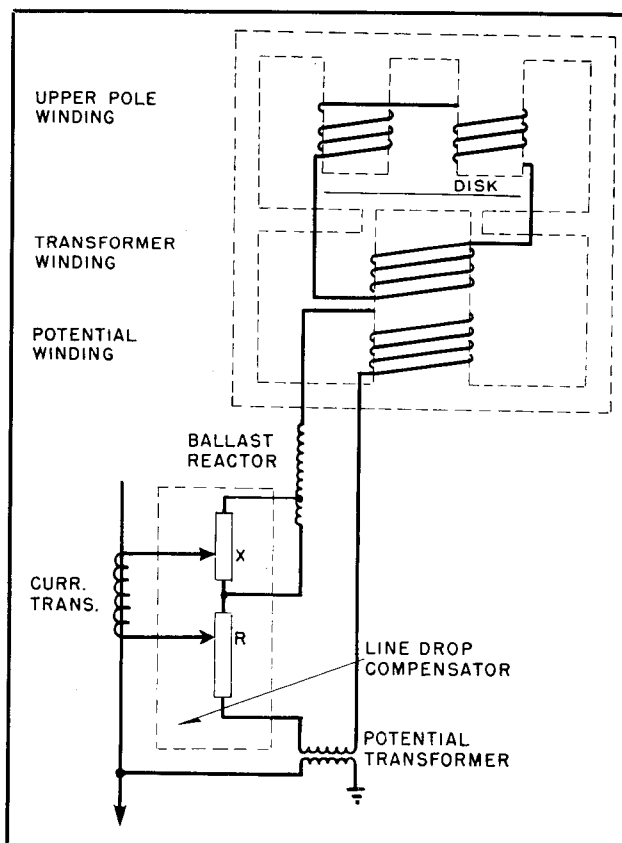 UPPER POLE
WINDING
DISK
TRANSFORMER
WINDING
POTENTIAL
WINDING
BALLAST
REACTOR
X
CURR.
TRANS.
R
LINE DROP
COMPENSATOR
POTENTIAL
TRANSFORMER